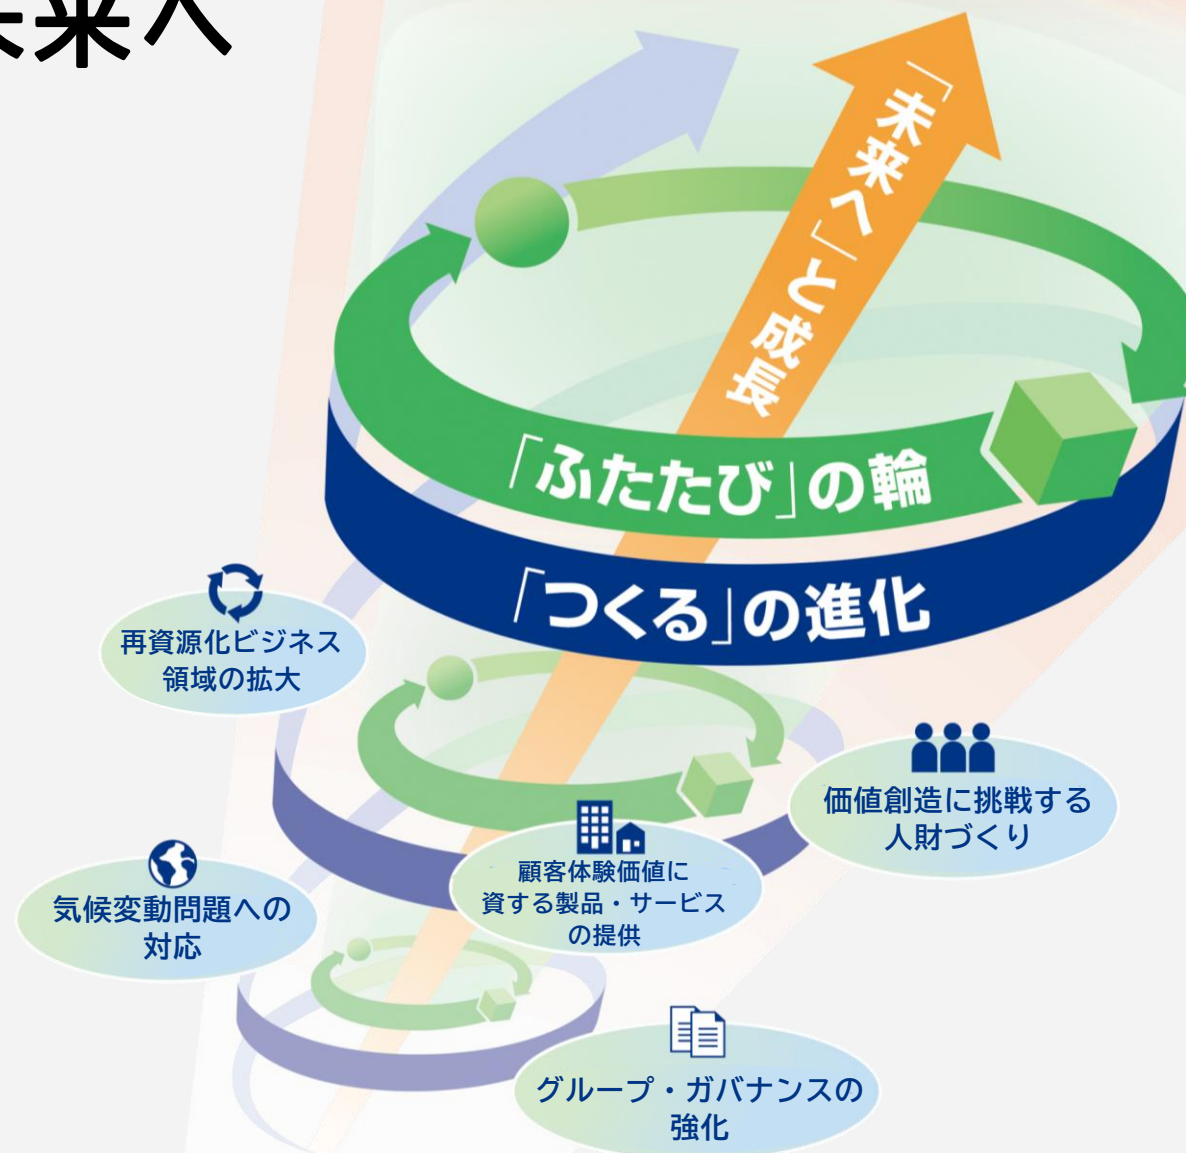 未来へ
「未来へ」と成長
「ふたたび」の輪
「つくる」の進化
再資源化ビジネス
領域の拡大
価値創造に挑戦する
人財づくり
顧客体験価値に
資する製品・サービス
の提供
気候変動問題への
対応
グループ・ガバナンスの
強化